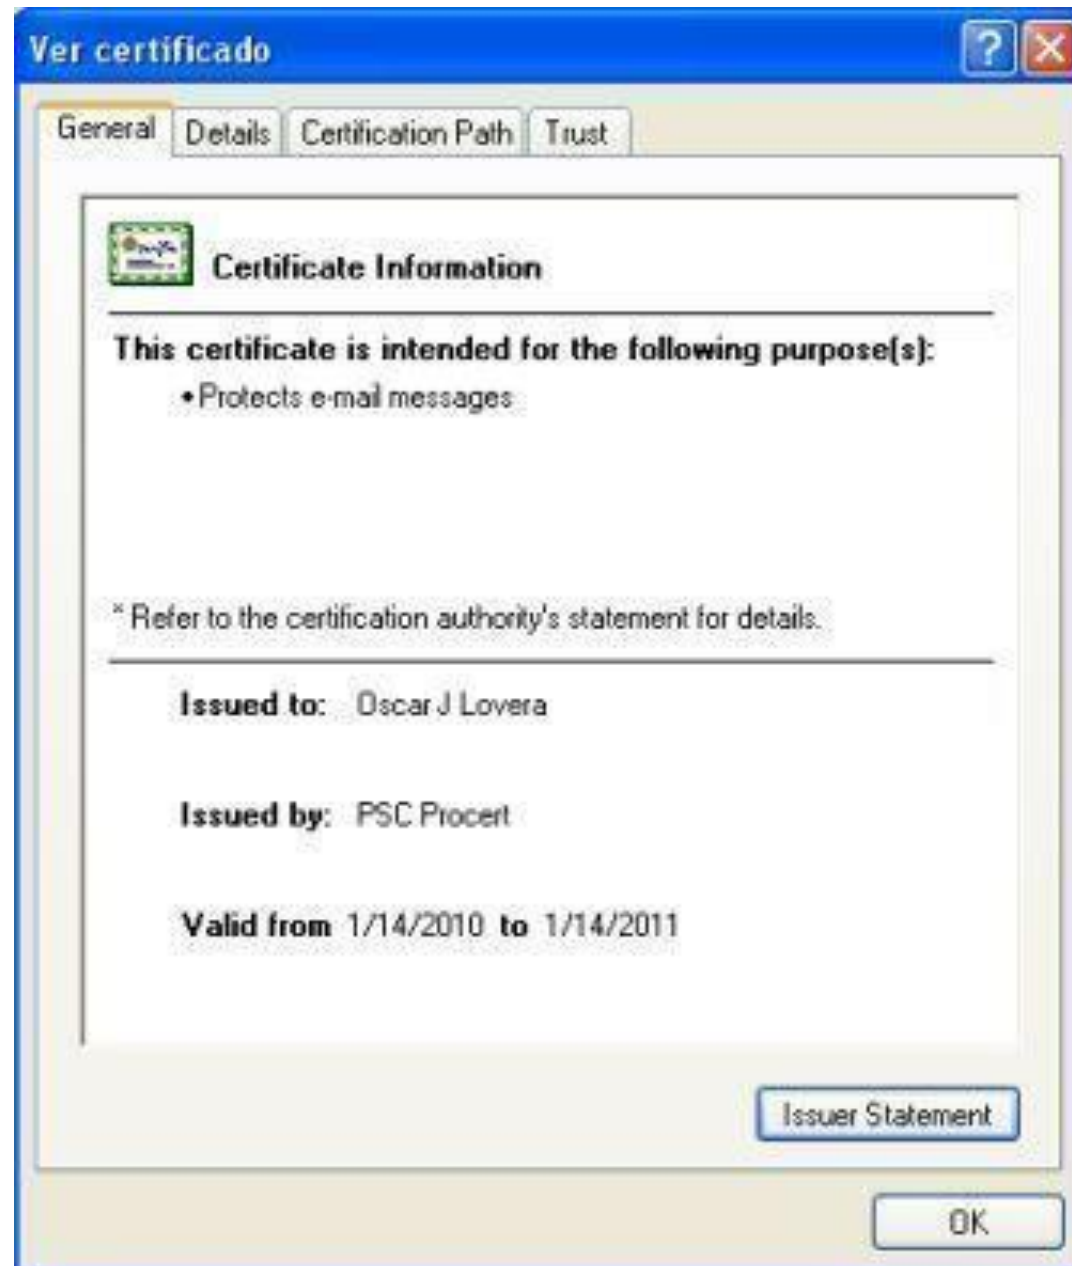 Ver certificado
General Details Certification Path Trust
Certificate Information
This certificate is intended for the following purpose(s):
•Protects e-mail messages
* Refer to the certification authority's statement for details.
Issued to: Oscar J Lovera
Issued by: PSC Procert
Valid from 1/14/2010 to 1/14/2011
Issuer Statement
OK